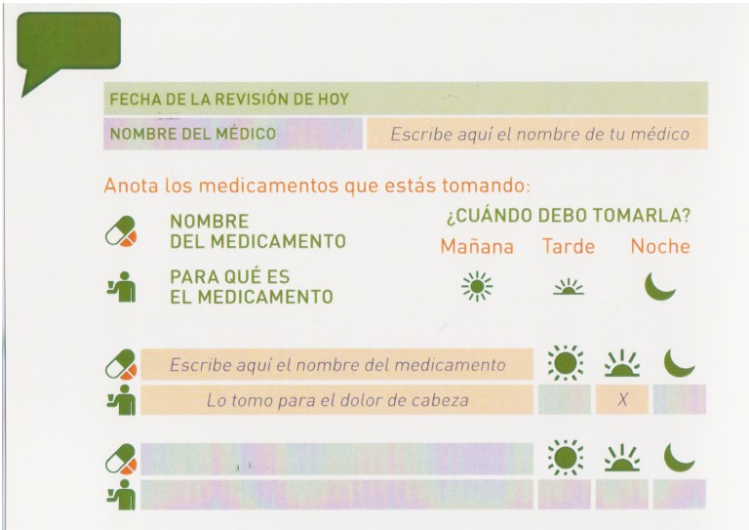 FECHA DE LA REVISIÓN DE HOY
NOMBRE DEL MÉDICO Escribe aquí el nombre de tu médico
Anota los medicamentos que estás tomando:
NOMBRE
DEL MEDICAMENTO
PARA QUÉ ES
EL MEDICAMENTO
¿CUÁNDO DEBO TOMARLA?
Mañana Tarde Noche
Escribe aquí el nombre del medicamento
Lo tomo para el dolor de cabeza X